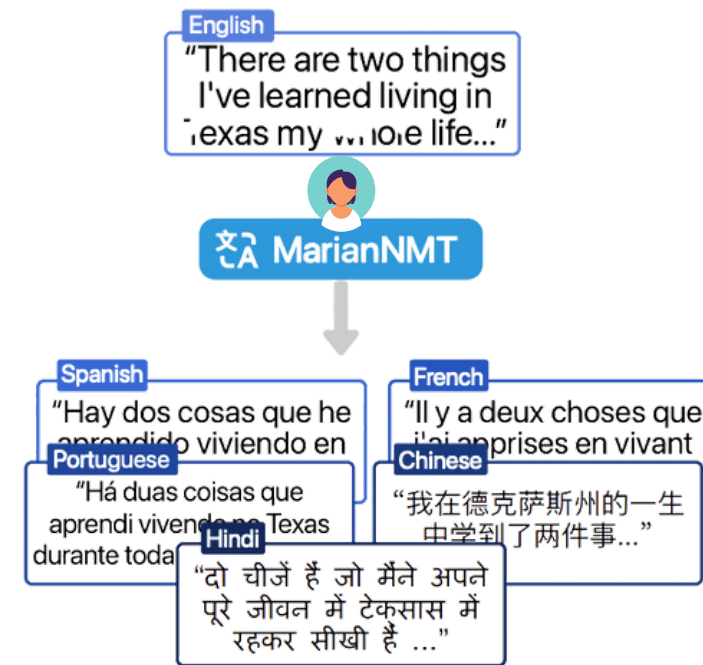 English
“There are two things
I've learned living in
Texas my whole life...”
MarianNMT
Spanish
“Hay dos cosas que he
aprendido viviendo en
French
“Il y a deux choses que
j'ai apprises en vivant
Portuguese
“Há duas coisas que
aprendi vivendo no Texas
durante toda
Chinese
“我在德克萨斯州的一生
中学到了两件事...”
Hindi
“दो चीजें हैं जो मैंने अपने
पूरे जीवन में टेक्सास में
रहकर सीखी हैं ...”